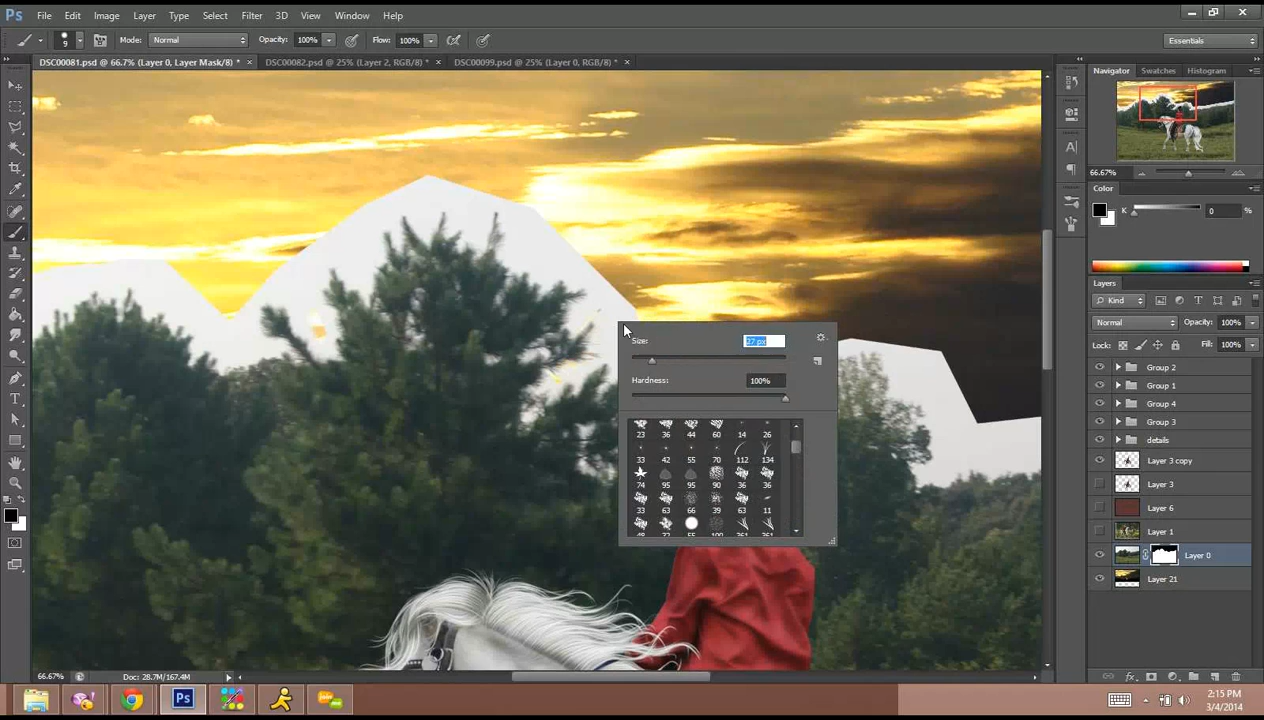 Ps File Edit Image Layer Type Select Filter 3D View Window Help
9 Mode: Normal Opacity: 100% Flow: 100% Essentials
DSC00081.psd @ 66.7% (Layer 0, Layer Mask/8) * × DSC00082.psd @ 25% (Layer 2, RGB/8) * × DSC00099.psd @ 25% (Layer 0, RGB/8) * ×
Navigator Swatches Histogram
66.67%
Color
K 0 %
Layers
Kind
Normal Opacity: 100%
Lock: Fill: 100%
Group 2
Group 1
Group 4
Group 3
details
Layer 3 copy
Layer 3
Layer 6
Layer 1
Layer 0
Layer 21
Size: 27 px
Hardness: 100%
23 36 44 60 14 26
33 42 55 70 112 134
74 95 95 90 36 36
33 63 66 39 63 11
66.67% Doc: 28.7M/167.4M
Ps
2:15 PM
3/4/2014